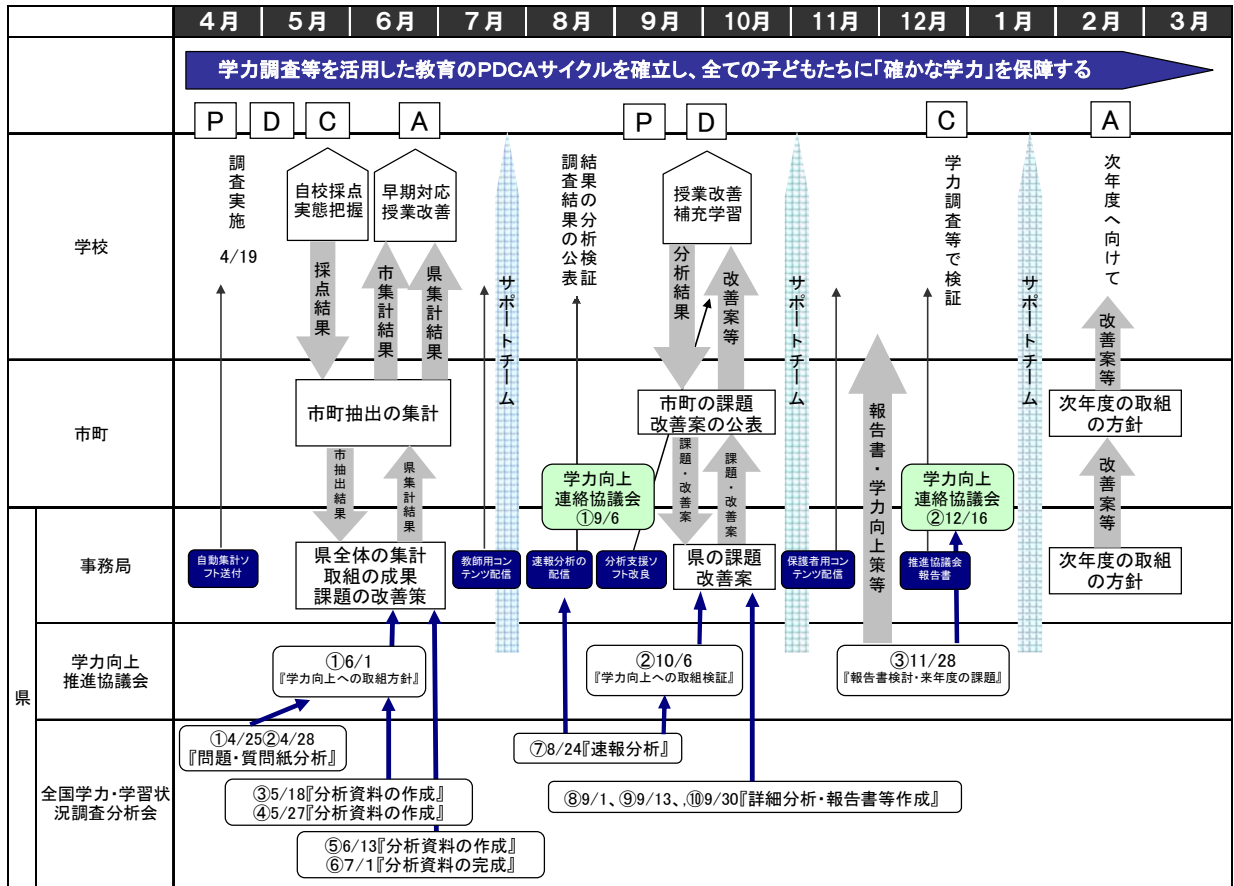 4月
5月
6月
7月
8月
9月
10月
11月
12月
1月
2月
3月
学力調査等を活用した教育のPDCAサイクルを確立し、全ての子どもたちに「確かな学力」を保障する
P
D
C
A
P
D
C
A
学校
調査実施
4/19
自校採点
実態把握
早期対応
授業改善
結果の分析検証
調査結果の公表
授業改善
補充学習
学力調査等で検証
次年度へ向けて
採点結果
市集計結果
県集計結果
サポートチーム
分析結果
改善案等
サポートチーム
サポートチーム
改善案等
市町
市町抽出の集計
市町の課題
改善案の公表
次年度の取組
の方針
市抽出結果
県集計結果
学力向上
連絡協議会
①9/6
課題・改善案
課題・改善案
報告書・学力向上策等
学力向上
連絡協議会
②12/16
改善案等
県
事務局
自動集計ソ
フト送付
県全体の集計
取組の成果
課題の改善策
教師用コン
テンツ配信
速報分析の
配信
分析支援ソ
フト改良
県の課題
改善案
保護者用コ
ンテンツ配信
推進協議会
報告書
次年度の取組
の方針
学力向上
推進協議会
①6/1
『学力向上への取組方針』
②10/6
『学力向上への取組検証』
③11/28
『報告書検討・来年度の課題』
全国学力・学習状
況調査分析会
①4/25②4/28
『問題・質問紙分析』
③5/18『分析資料の作成』
④5/27『分析資料の作成』
⑤6/13『分析資料の作成』
⑥7/1『分析資料の完成』
⑦8/24『速報分析』
⑧9/1、⑨9/13、,⑩9/30『詳細分析・報告書等作成』